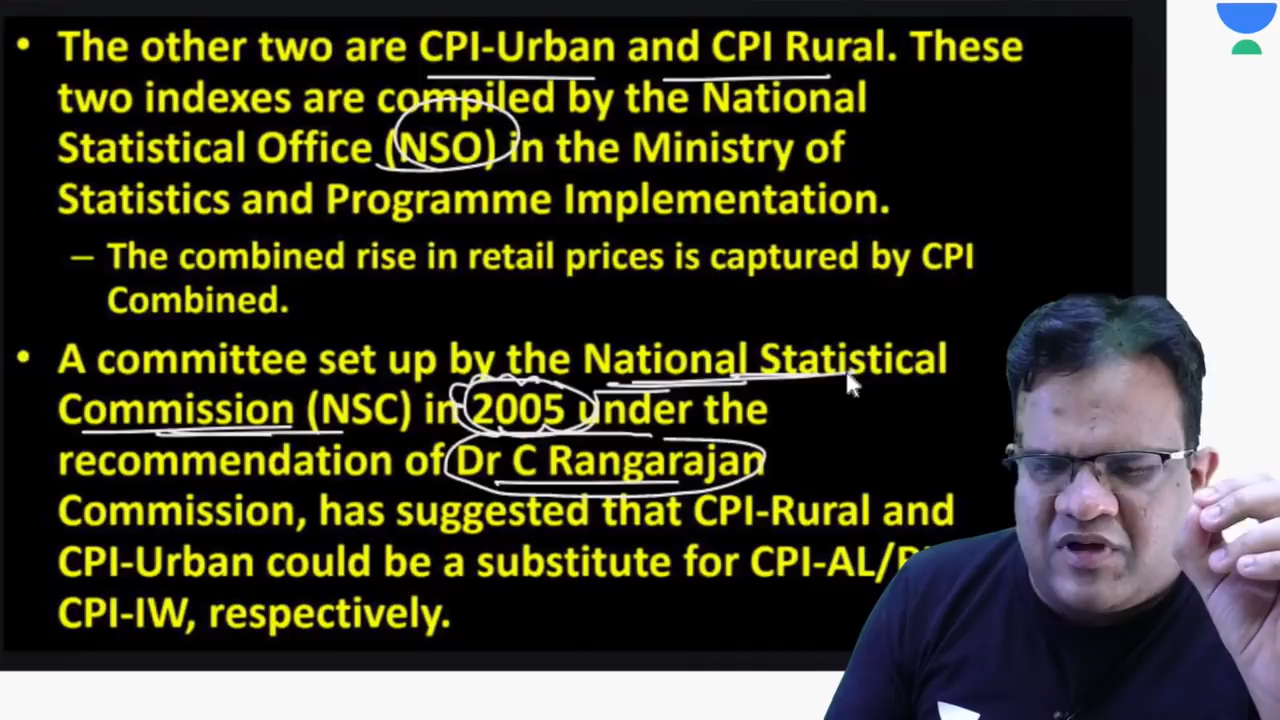 • The other two are CPI-Urban and CPI Rural. These
two indexes are compiled by the National
Statistical Office (NSO) in the Ministry of
Statistics and Programme Implementation.
– The combined rise in retail prices is captured by CPI
Combined.
• A committee set up by the National Statistical
Commission (NSC) in 2005 under the
recommendation of Dr C Rangarajan
Commission, has suggested that CPI-Rural and
CPI-Urban could be a substitute for CPI-AL/
CPI-IW, respectively.